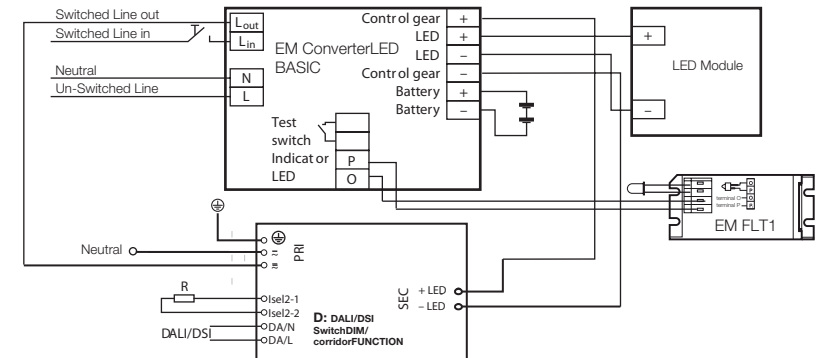 Switched Line out
Switched Line in
Neutral
Un-Switched Line
Lout
Lin
N
L
EM ConverterLED
BASIC
Control gear +
LED +
LED –
Control gear –
Battery +
Battery –
Test
switch
Indicator
LED
P
O
+
LED Module
–
O
P
terminal O
O
terminal P
P
EM FLT1
Neutral
PRI
R
Isel2-1
Isel2-2
DALI/DSI
DA/N
DA/L
D: DALI/DSI
SwitchDIM/
corridorFUNCTION
SEC
+ LED
– LED